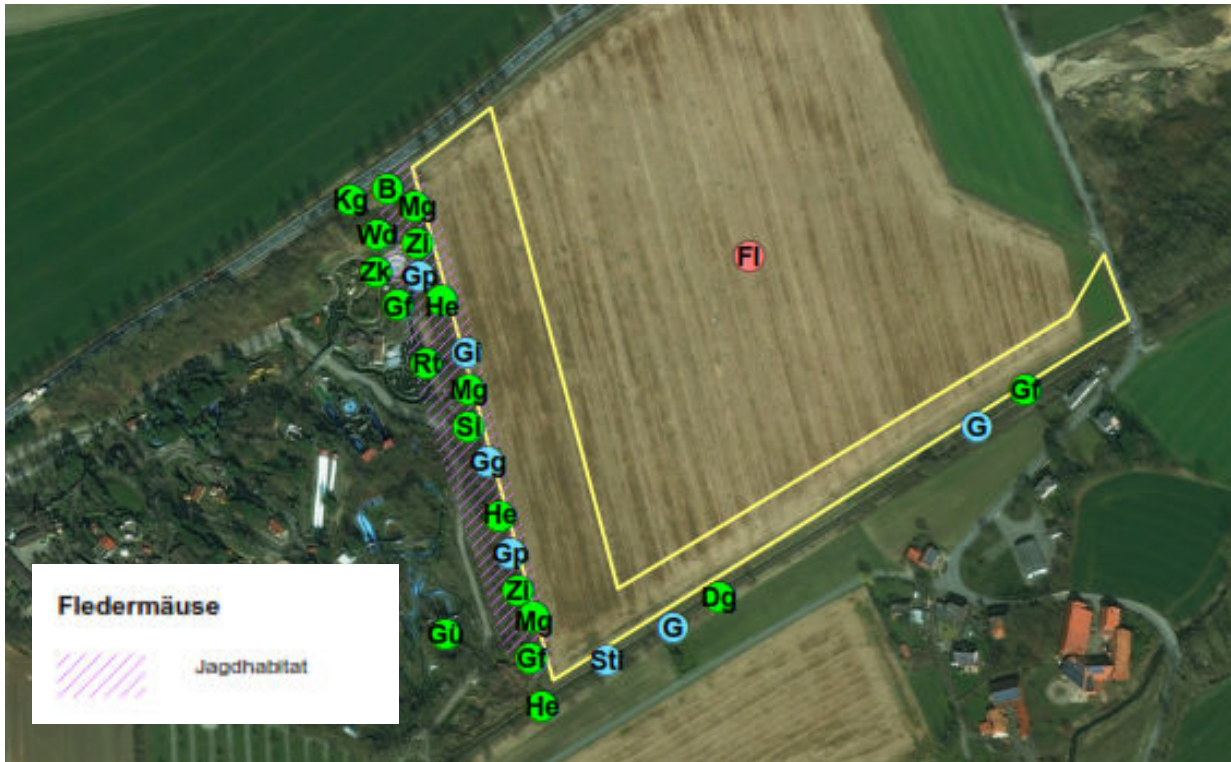 B
Kg
Mg
Wd
Zi
Zk
Gp
Gf
He
Fl
Gi
Rt
Mg
Gf
Si
G
Gg
He
Gp
Zi
Dg
Mg
G
Gü
Gf
Sti
He
Fledermäuse
Jagdhabitat